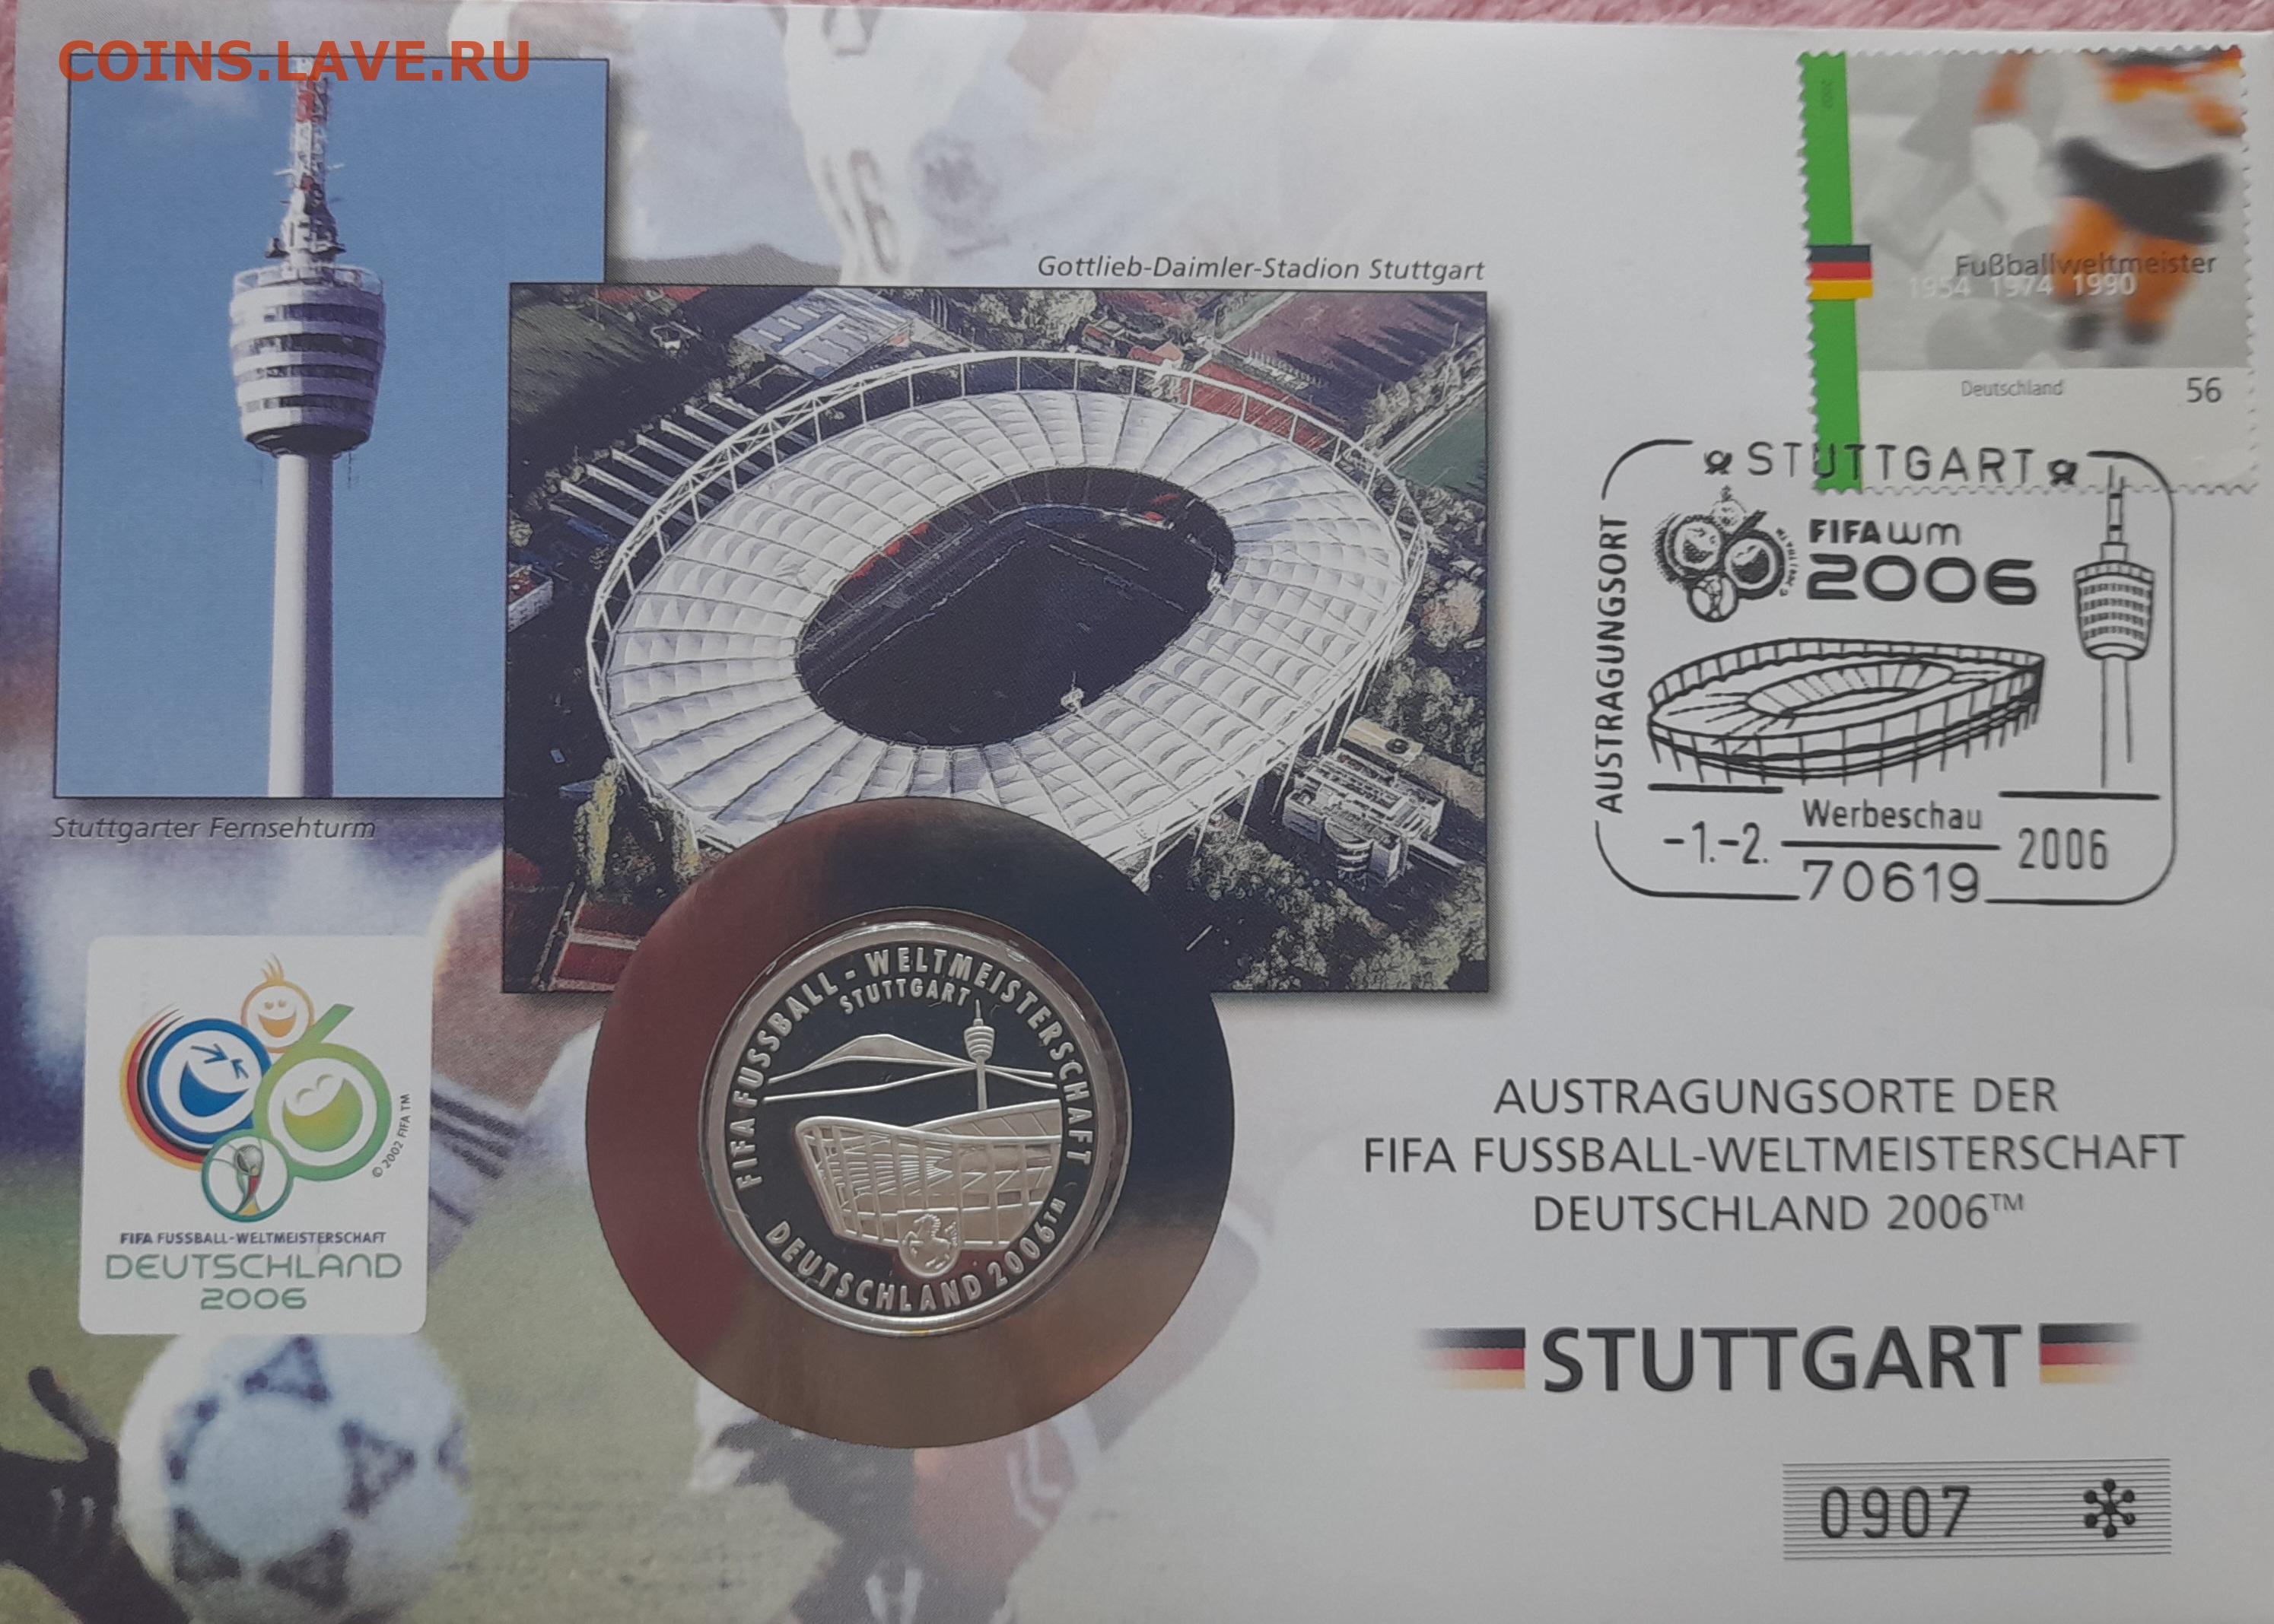 COINS.LAVE.RU
16
Gottlieb-Daimler-Stadion Stuttgart
Fußballweltmeister
1954 1974 1990
Deutschland
56
STUTTGART
FIFA WM
2006
AUSTRAGUNGSORT
Werbeschau
-1.-2. 2006
70619
Stuttgarter Fernsehturm
FIFA FUSSBALL-WELTMEISTERSCHAFT
STUTTGART
DEUTSCHLAND 2006™
© 2002 FIFA TM
FIFA FUSSBALL-WELTMEISTERSCHAFT
DEUTSCHLAND
2006
AUSTRAGUNGSORTE DER
FIFA FUSSBALL-WELTMEISTERSCHAFT
DEUTSCHLAND 2006™
STUTTGART
0907